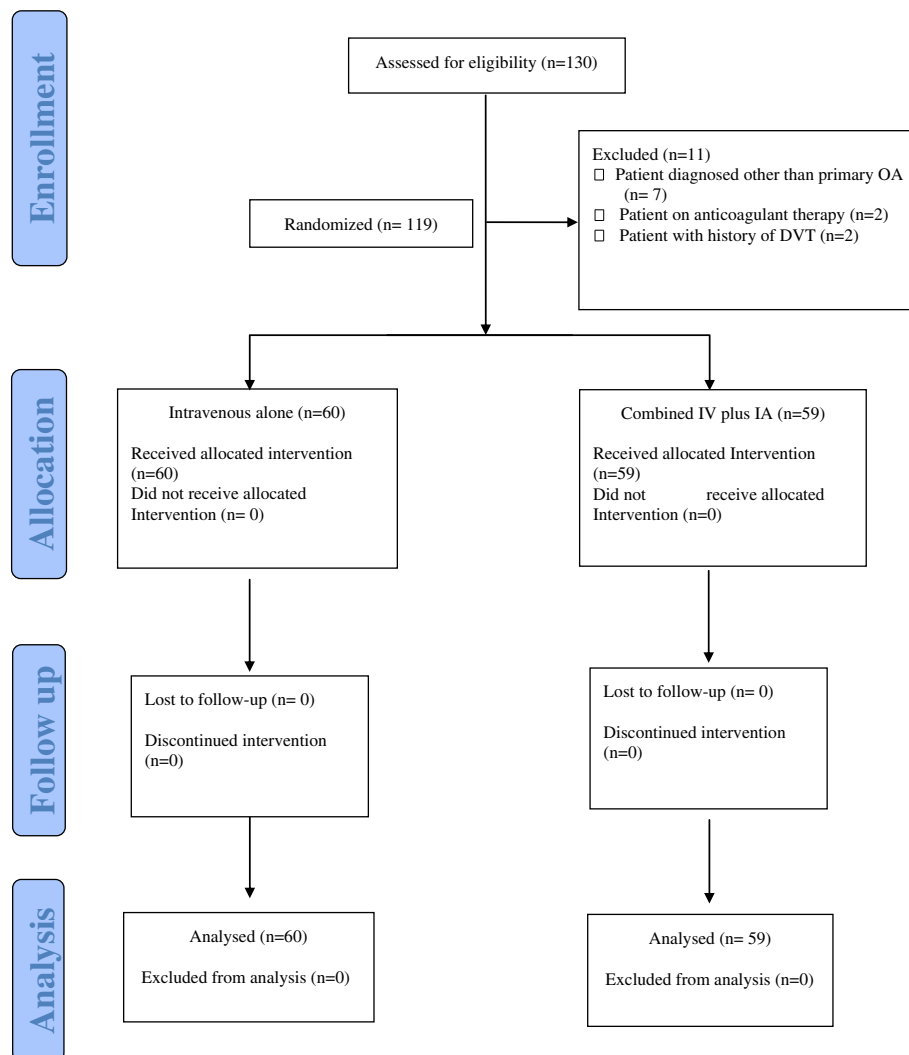 Enrollment
Assessed for eligibility (n=130)
Excluded (n=11)
☐ Patient diagnosed other than primary OA
(n= 7)
☐ Patient on anticoagulant therapy (n=2)
☐ Patient with history of DVT (n=2)
Randomized (n= 119)
Allocation
Intravenous alone (n=60)
Received allocated intervention
(n=60)
Did not receive allocated
Intervention (n= 0)
Combined IV plus IA (n=59)
Received allocated Intervention
(n=59)
Did not receive allocated
Intervention (n=0)
Follow up
Lost to follow-up (n= 0)
Discontinued intervention
(n=0)
Lost to follow-up (n= 0)
Discontinued intervention
(n=0)
Analysis
Analysed (n=60)
Excluded from analysis (n=0)
Analysed (n= 59)
Excluded from analysis (n=0)